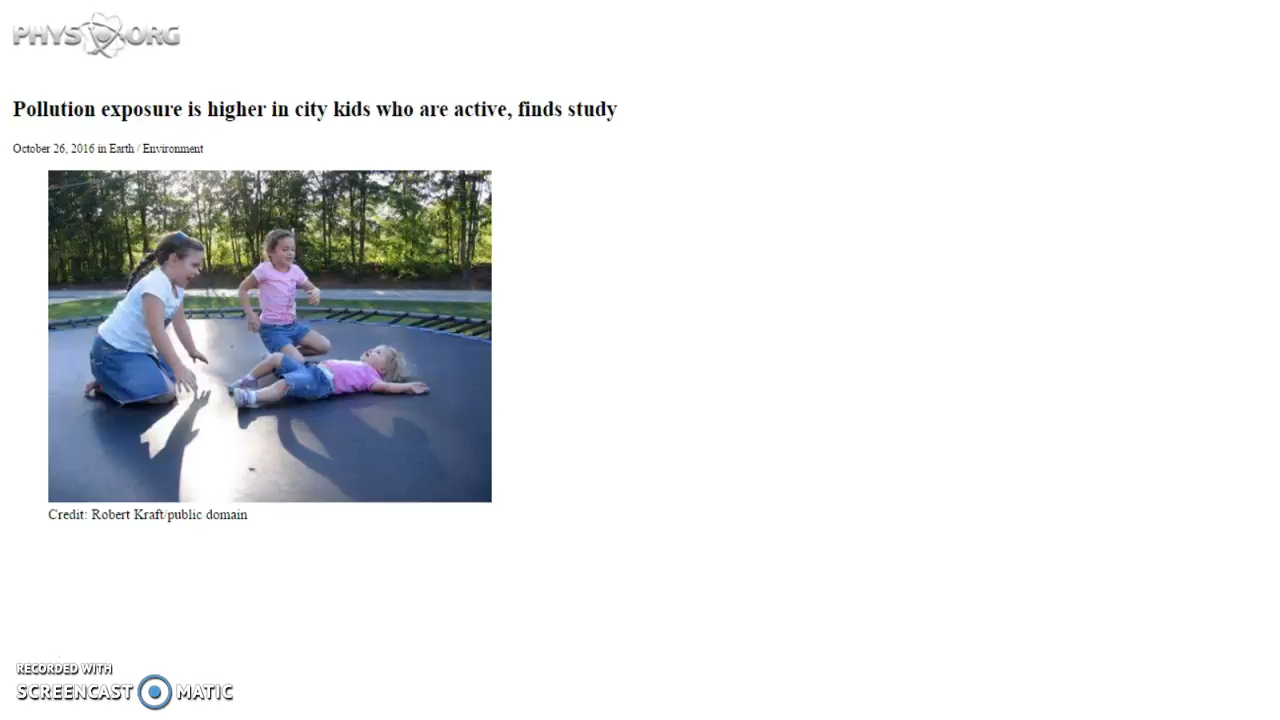 PHYS ORG
Pollution exposure is higher in city kids who are active, finds study
October 26, 2016 in Earth / Environment
Credit: Robert Kraft/public domain
RECORDED WITH
SCREENCAST MATIC